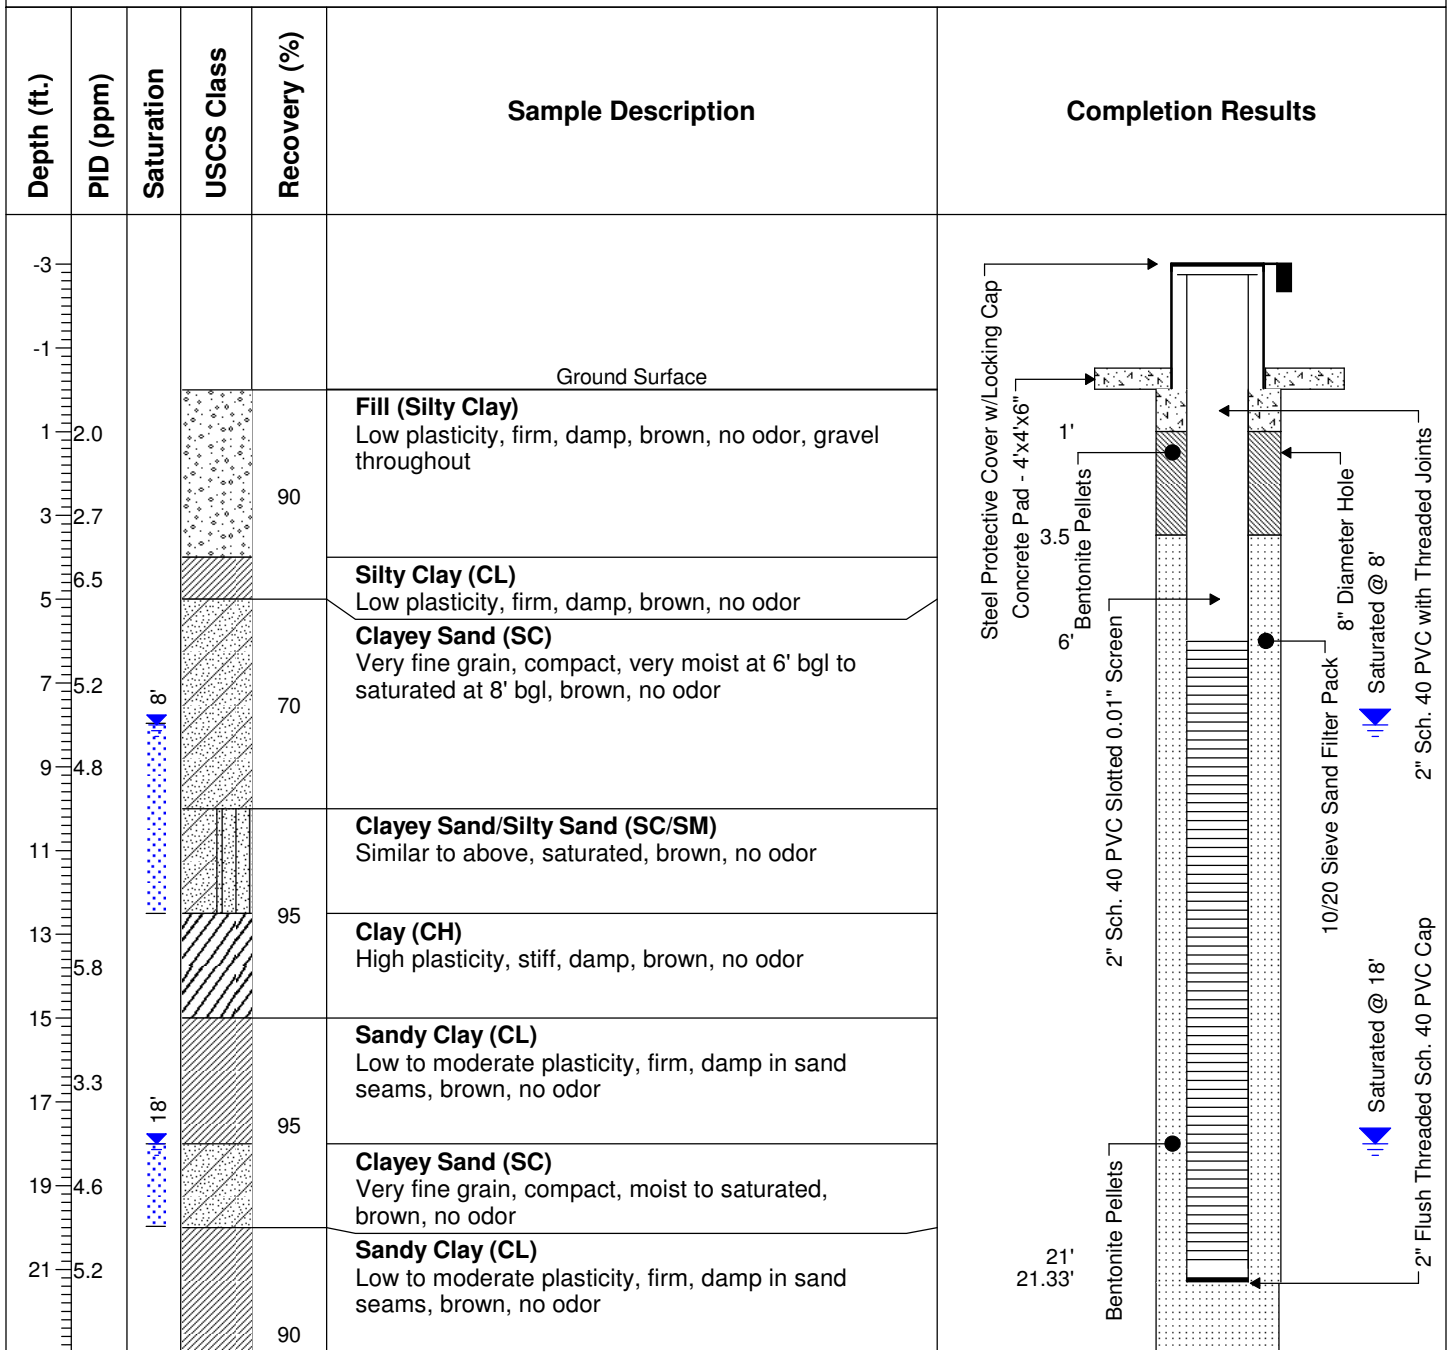 Depth (ft.)
PID (ppm)
Saturation
USCS Class
Recovery (%)
Sample Description
Completion Results
-3
-1
1
3
5
7
9
11
13
15
17
19
21
2.0
2.7
6.5
5.2
4.8
5.8
3.3
4.6
5.2
8'
18'
90
70
95
95
90
Ground Surface
Fill (Silty Clay)
Low plasticity, firm, damp, brown, no odor, gravel
throughout
Silty Clay (CL)
Low plasticity, firm, damp, brown, no odor
Clayey Sand (SC)
Very fine grain, compact, very moist at 6' bgl to
saturated at 8' bgl, brown, no odor
Clayey Sand/Silty Sand (SC/SM)
Similar to above, saturated, brown, no odor
Clay (CH)
High plasticity, stiff, damp, brown, no odor
Sandy Clay (CL)
Low to moderate plasticity, firm, damp in sand
seams, brown, no odor
Clayey Sand (SC)
Very fine grain, compact, moist to saturated,
brown, no odor
Sandy Clay (CL)
Low to moderate plasticity, firm, damp in sand
seams, brown, no odor
Steel Protective Cover w/Locking Cap
Concrete Pad - 4'x4'x6"
1'
Bentonite Pellets
3.5'
6'
2" Sch. 40 PVC Slotted 0.01" Screen
Bentonite Pellets
21'
21.33'
8" Diameter Hole
10/20 Sieve Sand Filter Pack
Saturated @ 8'
Saturated @ 18'
2" Sch. 40 PVC with Threaded Joints
2" Flush Threaded Sch. 40 PVC Cap